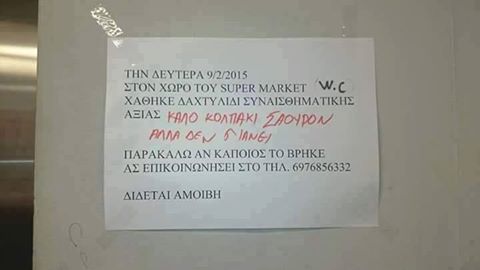 ΤΗΝ ΔΕΥΤΕΡΑ 9/2/2015
ΣΤΟΝ ΧΩΡΟ ΤΟΥ SUPER MARKET W.C
ΧΑΘΗΚΕ ΔΑΧΤΥΛΙΔΙ ΣΥΝΑΙΣΘΗΜΑΤΙΚΗΣ
ΑΞΙΑΣ ΚΑΛΟ ΚΟΛΠΑΚΙ ΣΑΟΥΡΟΝ
ΑΛΛΑ ΔΕΝ ΠΙΑΝΕΙ
ΠΑΡΑΚΑΛΩ ΑΝ ΚΑΠΟΙΟΣ ΤΟ ΒΡΗΚΕ
ΑΣ ΕΠΙΚΟΙΝΩΝΗΣΕΙ ΣΤΟ ΤΗΛ. 6976856332
ΔΙΔΕΤΑΙ ΑΜΟΙΒΗ